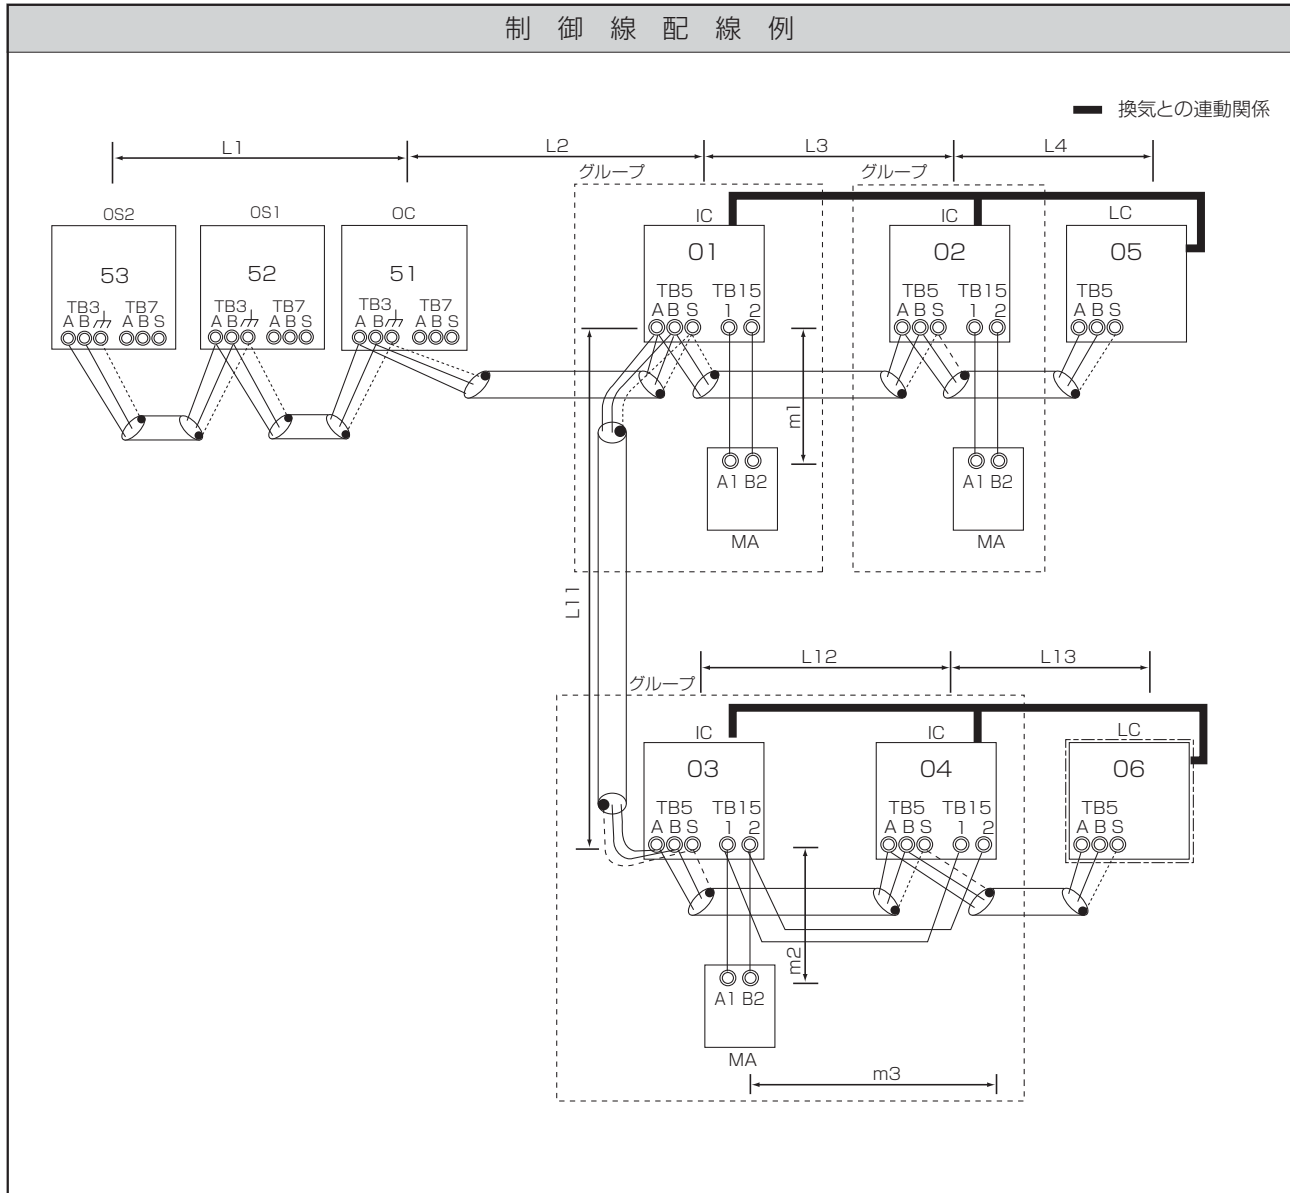 制御線配線例
換気との連動関係
L1
L2
L3
L4
グループ
グループ
OS2
OS1
OC
IC
IC
LC
53
52
51
01
02
05
TB3
TB7
TB3
TB7
TB3
TB7
TB5
TB15
TB5
TB15
TB5
A B
A B S
A B
A B S
A B
A B S
A B S
1
2
A B S
1
2
A B S
m1
A1 B2
A1 B2
MA
MA
L11
L12
L13
グループ
IC
IC
LC
03
04
06
TB5
TB15
TB5
TB15
TB5
A B S
1
2
A B S
1
2
A B S
m2
A1 B2
MA
m3